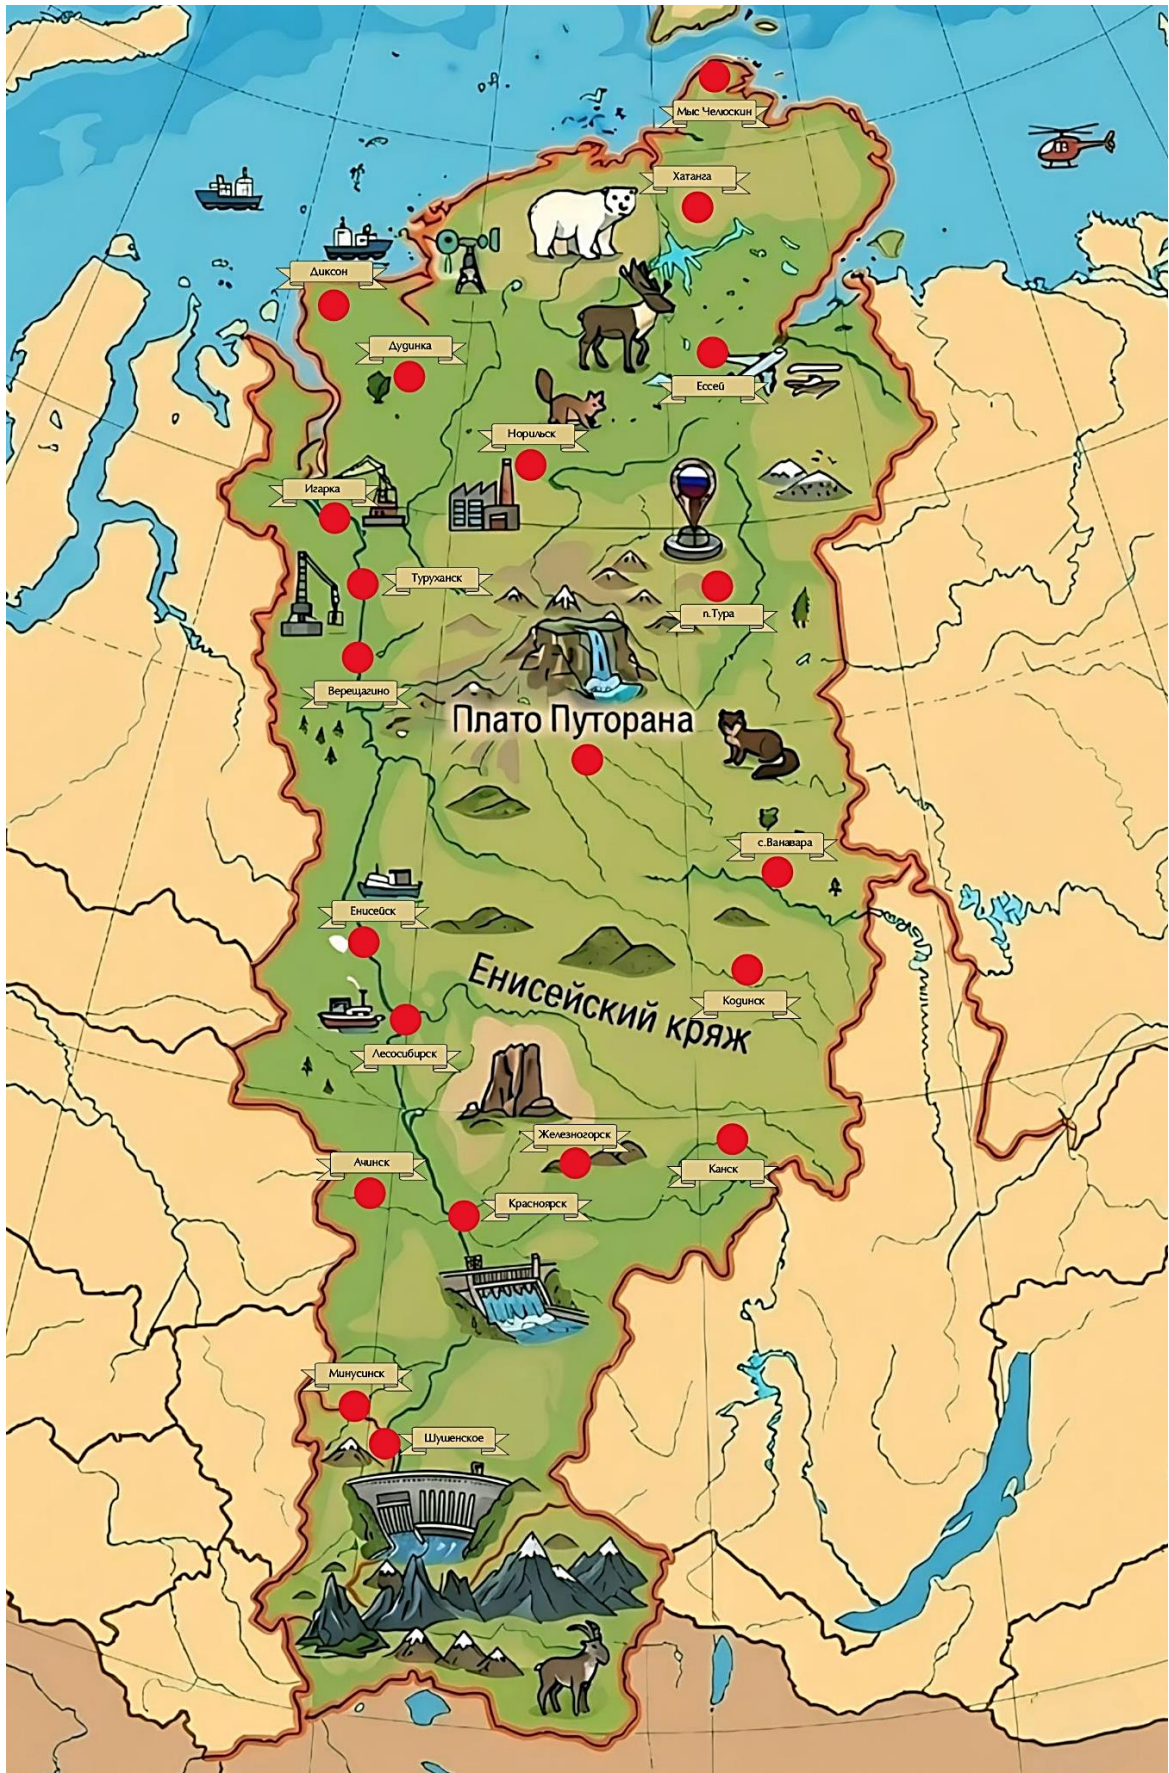 Мыс Челюскин
Хатанга
Диксон
Дудинка
Ессей
Норильск
Игарка
Туруханск
п.Тура
Верещагино
Плато Путорана
с.Ванавара
Енисейск
Енисейский кряж
Кодинск
Лесосибирск
Железногорск
Ачинск
Канск
Красноярск
Минусинск
Шушенское